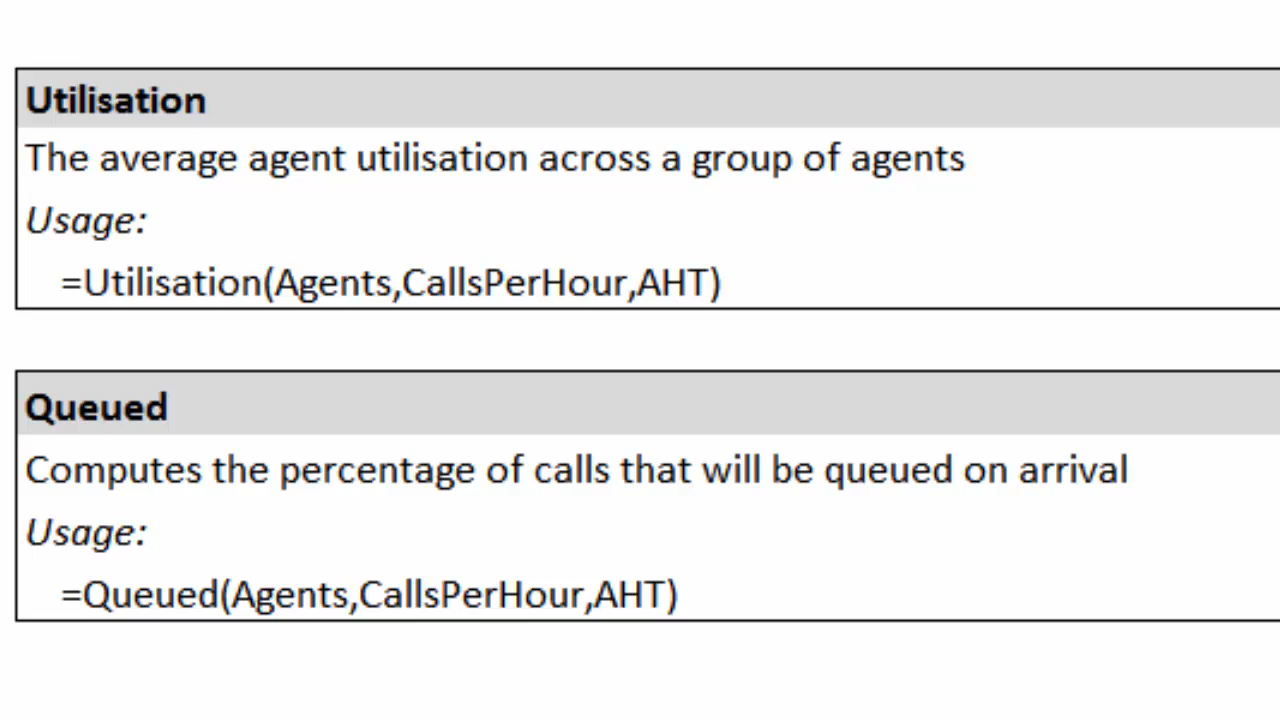 Utilisation
The average agent utilisation across a group of agents
Usage:
=Utilisation(Agents,CallsPerHour,AHT)
Queued
Computes the percentage of calls that will be queued on arrival
Usage:
=Queued(Agents,CallsPerHour,AHT)